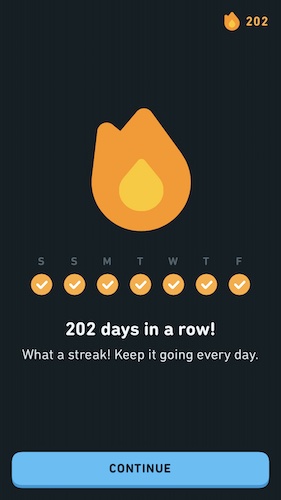 202
S S M T W T F
202 days in a row!
What a streak! Keep it going every day.
CONTINUE